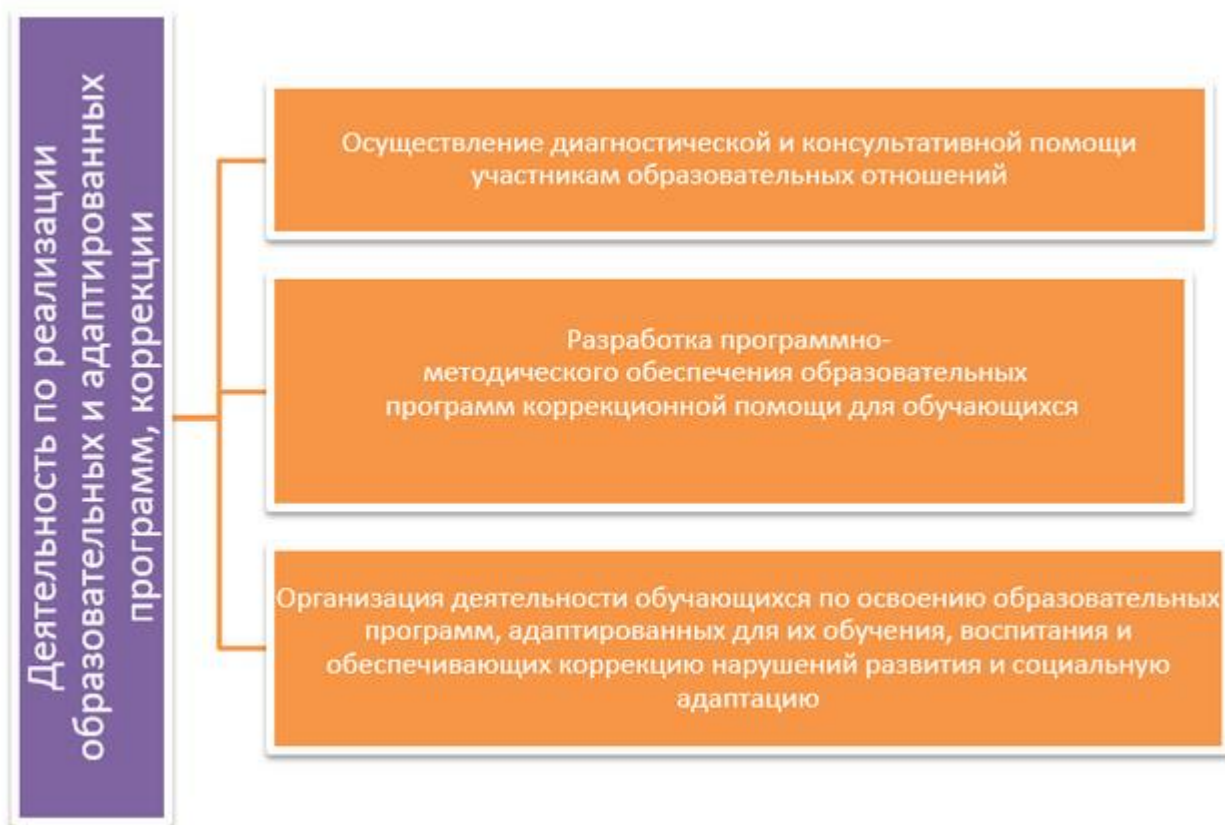 Деятельность по реализации
образовательных и адаптированных
программ, коррекции
Осуществление диагностической и консультативной помощи
участникам образовательных отношений
Разработка программно-
методического обеспечения образовательных
программ коррекционной помощи для обучающихся
Организация деятельности обучающихся по освоению образовательных
программ, адаптированных для их обучения, воспитания и
обеспечивающих коррекцию нарушений развития и социальную
адаптацию